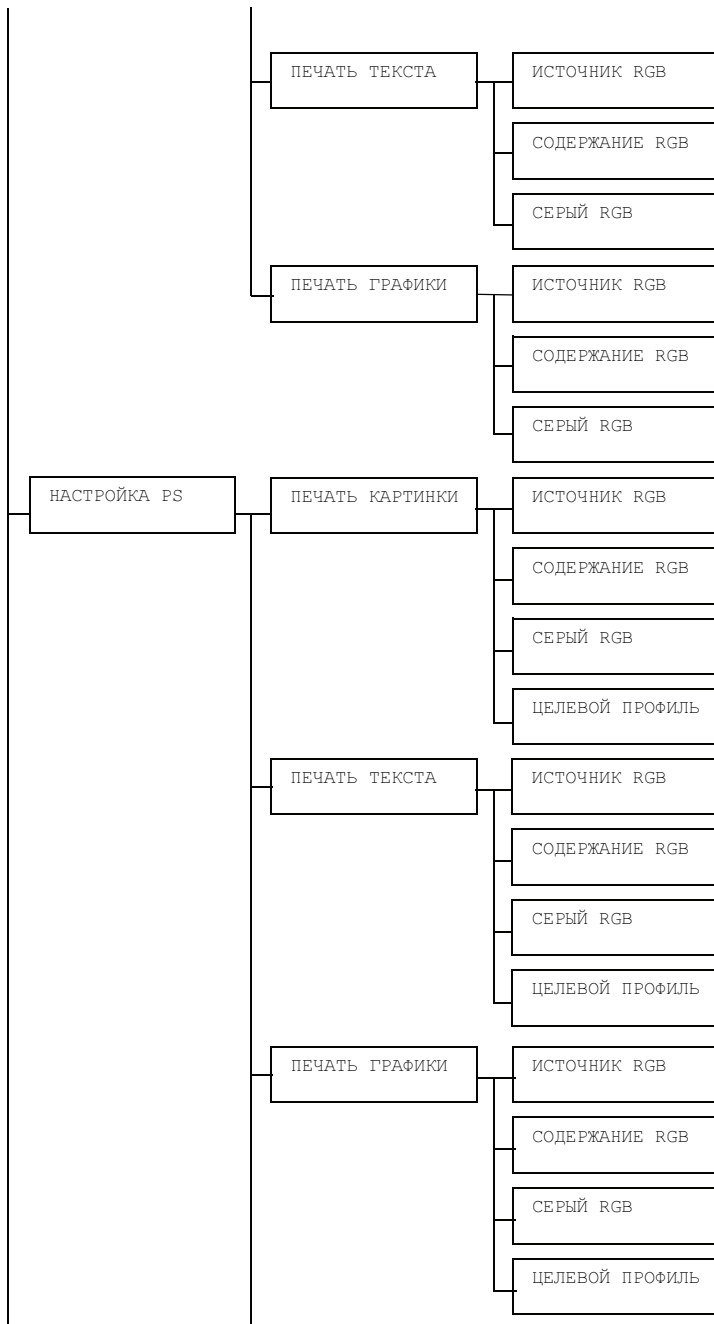 ПЕЧАТЬ ТЕКСТА
ИСТОЧНИК RGB
СОДЕРЖАНИЕ RGB
СЕРЫЙ RGB
ПЕЧАТЬ ГРАФИКИ
ИСТОЧНИК RGB
СОДЕРЖАНИЕ RGB
СЕРЫЙ RGB
НАСТРОЙКА PS
ПЕЧАТЬ КАРТИНКИ
ИСТОЧНИК RGB
СОДЕРЖАНИЕ RGB
СЕРЫЙ RGB
ЦЕЛЕВОЙ ПРОФИЛЬ
ПЕЧАТЬ ТЕКСТА
ИСТОЧНИК RGB
СОДЕРЖАНИЕ RGB
СЕРЫЙ RGB
ЦЕЛЕВОЙ ПРОФИЛЬ
ПЕЧАТЬ ГРАФИКИ
ИСТОЧНИК RGB
СОДЕРЖАНИЕ RGB
СЕРЫЙ RGB
ЦЕЛЕВОЙ ПРОФИЛЬ